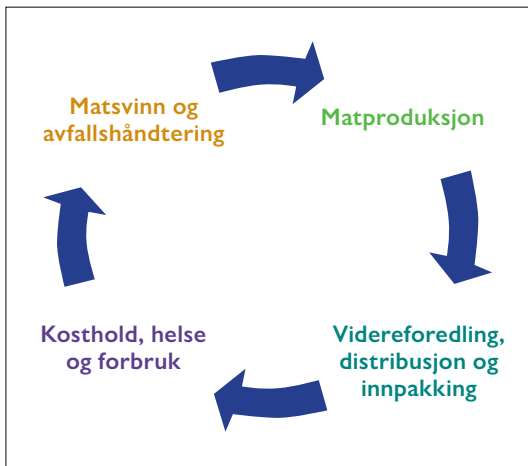 Matsvinn og
avfallshåndtering
Matproduksjon
Videreforedling,
distribusjon og
innpakking
Kosthold, helse
og forbruk